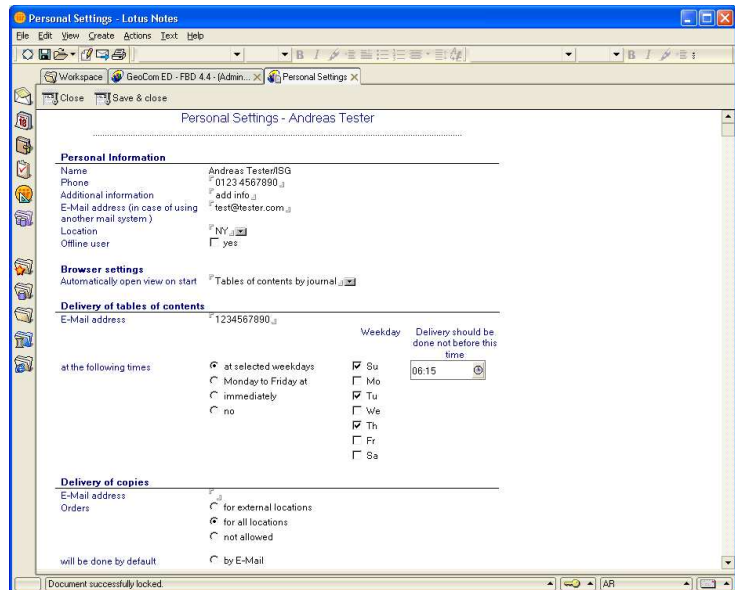 Personal Settings - Lotus Notes
File Edit View Create Actions Text Help
Workspace GeoCom ED - FBD 4.4 - (Admin... Personal Settings
Close Save & close
Personal Settings - Andreas Tester
Personal Information
Name Andreas Tester/ISG
Phone 0123 4567890
Additional information add info
E-Mail address (in case of using test@tester.com
another mail system )
Location NY
Offline user yes
Browser settings
Automatically open view on start Tables of contents by journal
Delivery of tables of contents
E-Mail address 1234567890
Weekday Delivery should be
done not before this
time
at the following times at selected weekdays Su 06:15
Monday to Friday at Mo
immediately Tu
no We
Th
Fr
Sa
Delivery of copies
E-Mail address
Orders for external locations
for all locations
not allowed
will be done by default by E-Mail
Document successfully locked. AR